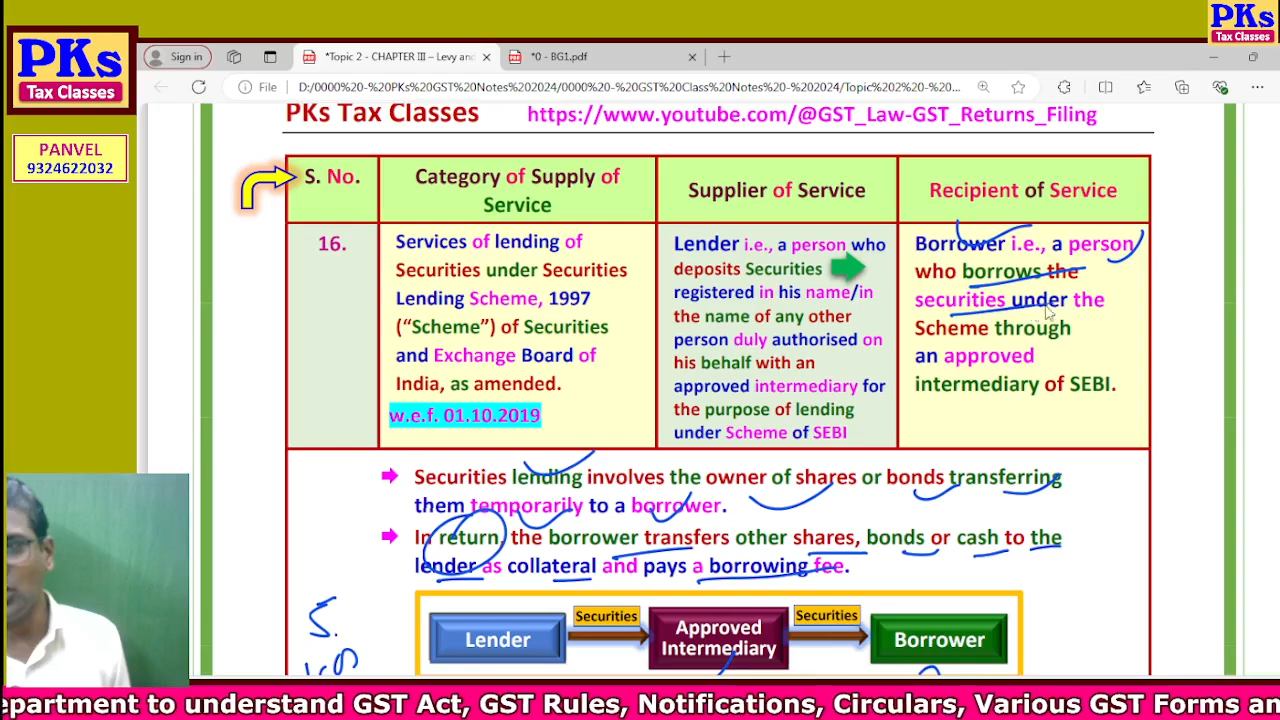 PKs
Tax Classes
PKs
Tax Classes
PANVEL
9324622032
Sign in
*Topic 2 - CHAPTER III – Levy and
*0 - BG1.pdf
File
D:/0000%20-%20PKs%20GST%20Notes%202024/0000%20-%20GST%20Class%20Notes%202024/Topic%202%20-%20...
PKs Tax Classes https://www.youtube.com/@GST_Law-GST_Returns_Filing
S. No.
Category of Supply of
Service
Supplier of Service
Recipient of Service
16.
Services of lending of
Securities under Securities
Lending Scheme, 1997
(“Scheme”) of Securities
and Exchange Board of
India, as amended.
w.e.f. 01.10.2019
Lender i.e., a person who
deposits Securities
registered in his name/in
the name of any other
person duly authorised on
his behalf with an
approved intermediary for
the purpose of lending
under Scheme of SEBI
Borrower i.e., a person
who borrows the
securities under the
Scheme through
an approved
intermediary of SEBI.
Securities lending involves the owner of shares or bonds transferring
them temporarily to a borrower.
In return, the borrower transfers other shares, bonds or cash to the
lender as collateral and pays a borrowing fee.
Lender
Securities
Approved
Intermediary
Securities
Borrower
epartment to understand GST Act, GST Rules, Notifications, Circulars, Various GST Forms an